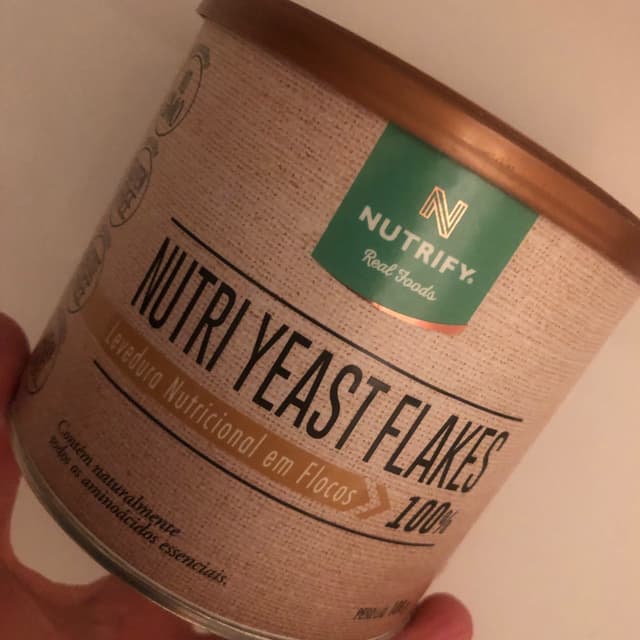 NUTRIFY®
Real Foods
NUTRI YEAST FLAKES
Levedura Nutricional em Flocos
100%
Contém naturalmente
todos os aminoácidos essenciais.